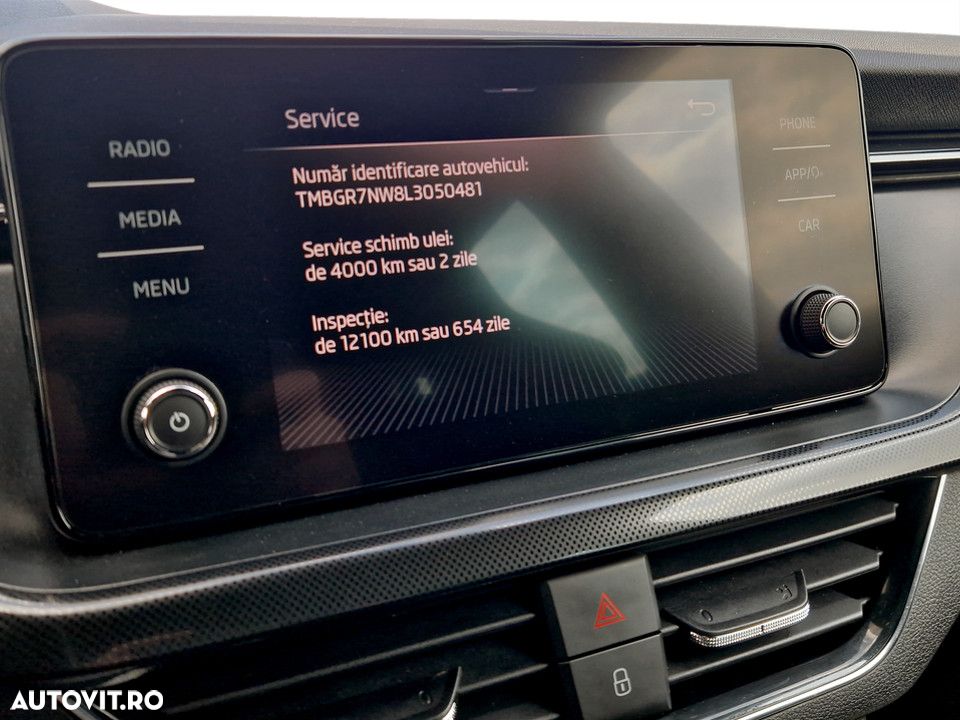 Service
RADIO
MEDIA
MENU
PHONE
CAR
Număr identificare autovehicul:
TMBGR7NW8L3050481
Service schimb ulei:
de 4000 km sau 2 zile
Inspecție:
de 12100 km sau 654 zile
AUTOVIT.RO